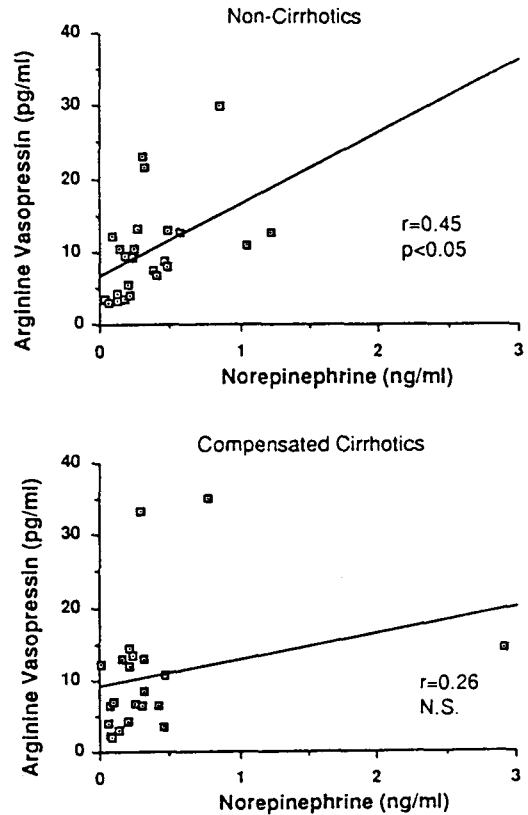 Non-Cirrhotics
Arginine Vasopressin (pg/ml)
40
30
20
10
0
r=0.45
p<0.05
0 1 2 3
Norepinephrine (ng/ml)
Compensated Cirrhotics
Arginine Vasopressin (pg/ml)
40
30
20
10
0
r=0.26
N.S.
0 1 2 3
Norepinephrine (ng/ml)